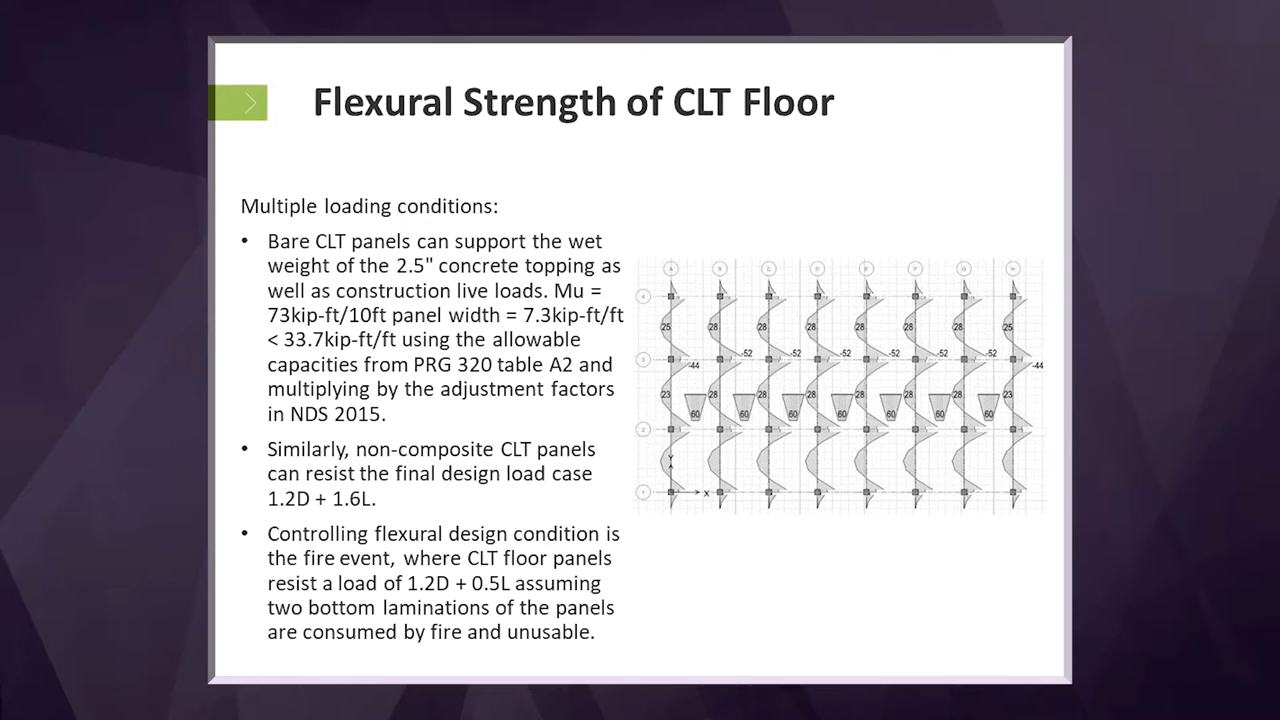 Flexural Strength of CLT Floor
Multiple loading conditions:
• Bare CLT panels can support the wet
weight of the 2.5" concrete topping as
well as construction live loads. Mu =
73kip-ft/10ft panel width = 7.3kip-ft/ft
< 33.7kip-ft/ft using the allowable
capacities from PRG 320 table A2 and
multiplying by the adjustment factors
in NDS 2015.
• Similarly, non-composite CLT panels
can resist the final design load case
1.2D + 1.6L.
• Controlling flexural design condition is
the fire event, where CLT floor panels
resist a load of 1.2D + 0.5L assuming
two bottom laminations of the panels
are consumed by fire and unusable.
A B C D E F G H
4
25 28 28 28 28 28 28 25
-52 -52 -52 -52 -52 -52
3
-44 -44
23 28 28 28 28 28 28 23
60 60 60 60 60 60 60
2
Y
1 X